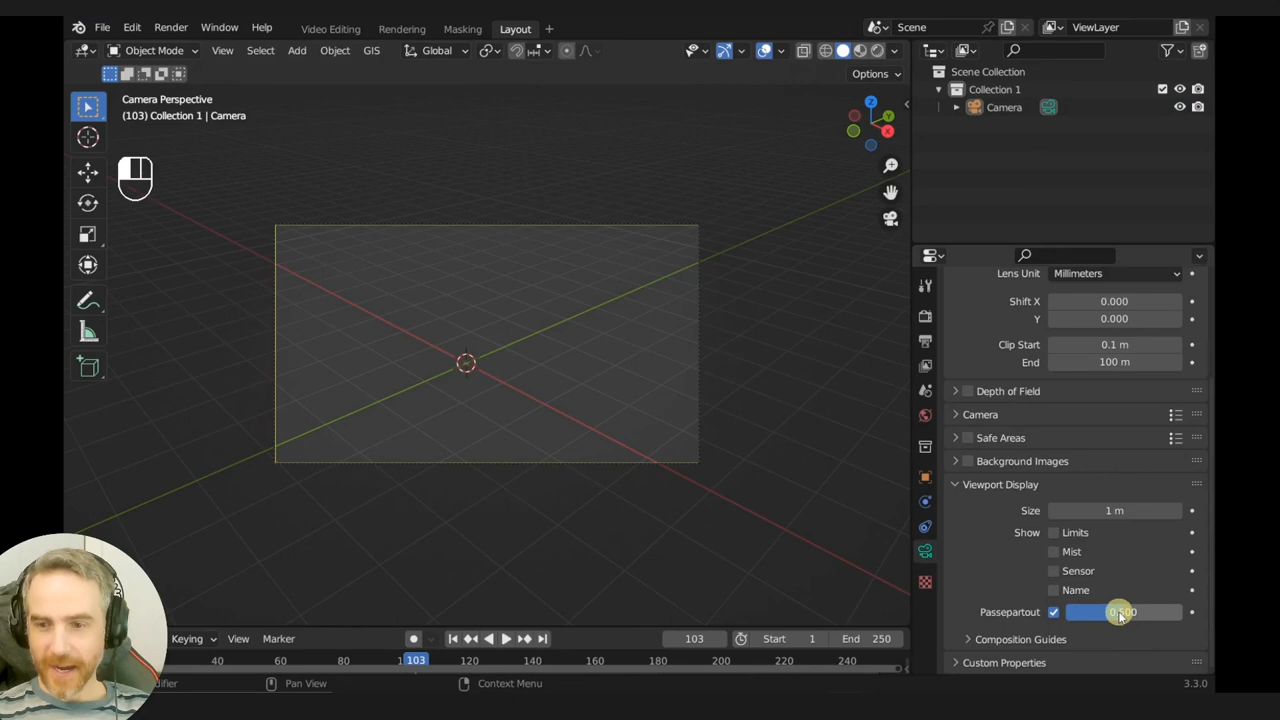 File Edit Render Window Help Video Editing Rendering Masking Layout + Scene ViewLayer
Object Mode View Select Add Object GIS Global
Options
Camera Perspective
(103) Collection 1 | Camera
Z
Y
X
Scene Collection
Collection 1
Camera
Lens Unit Millimeters
Shift X 0.000
Y 0.000
Clip Start 0.1 m
End 100 m
Depth of Field
Camera
Safe Areas
Background Images
Viewport Display
Size 1 m
Show Limits
Mist
Sensor
Name
Passepartout 0.500
Composition Guides
Custom Properties
Keying View Marker 103 Start 1 End 250
40 60 80 103 120 140 160 180 200 220 240
Pan View Context Menu 3.3.0